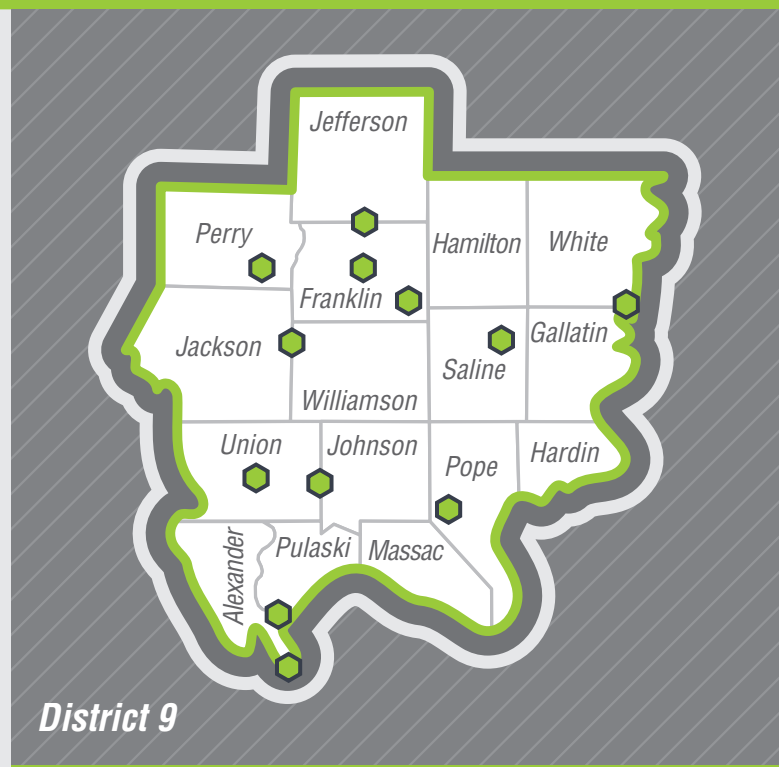 Jefferson
Perry
Hamilton
White
Franklin
Jackson
Gallatin
Saline
Williamson
Union
Johnson
Pope
Hardin
Alexander
Pulaski
Massac
District 9